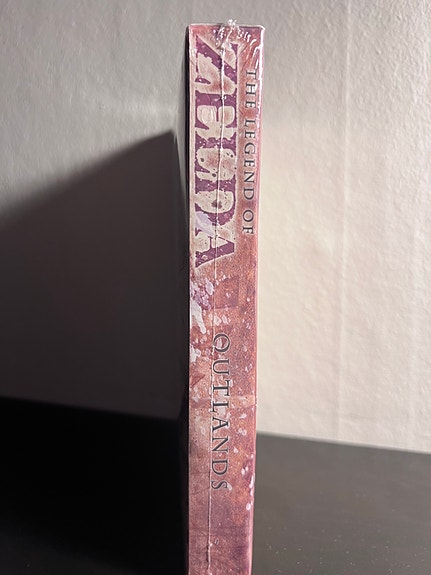 THE LEGEND OF
ZELDA
OUTLANDS